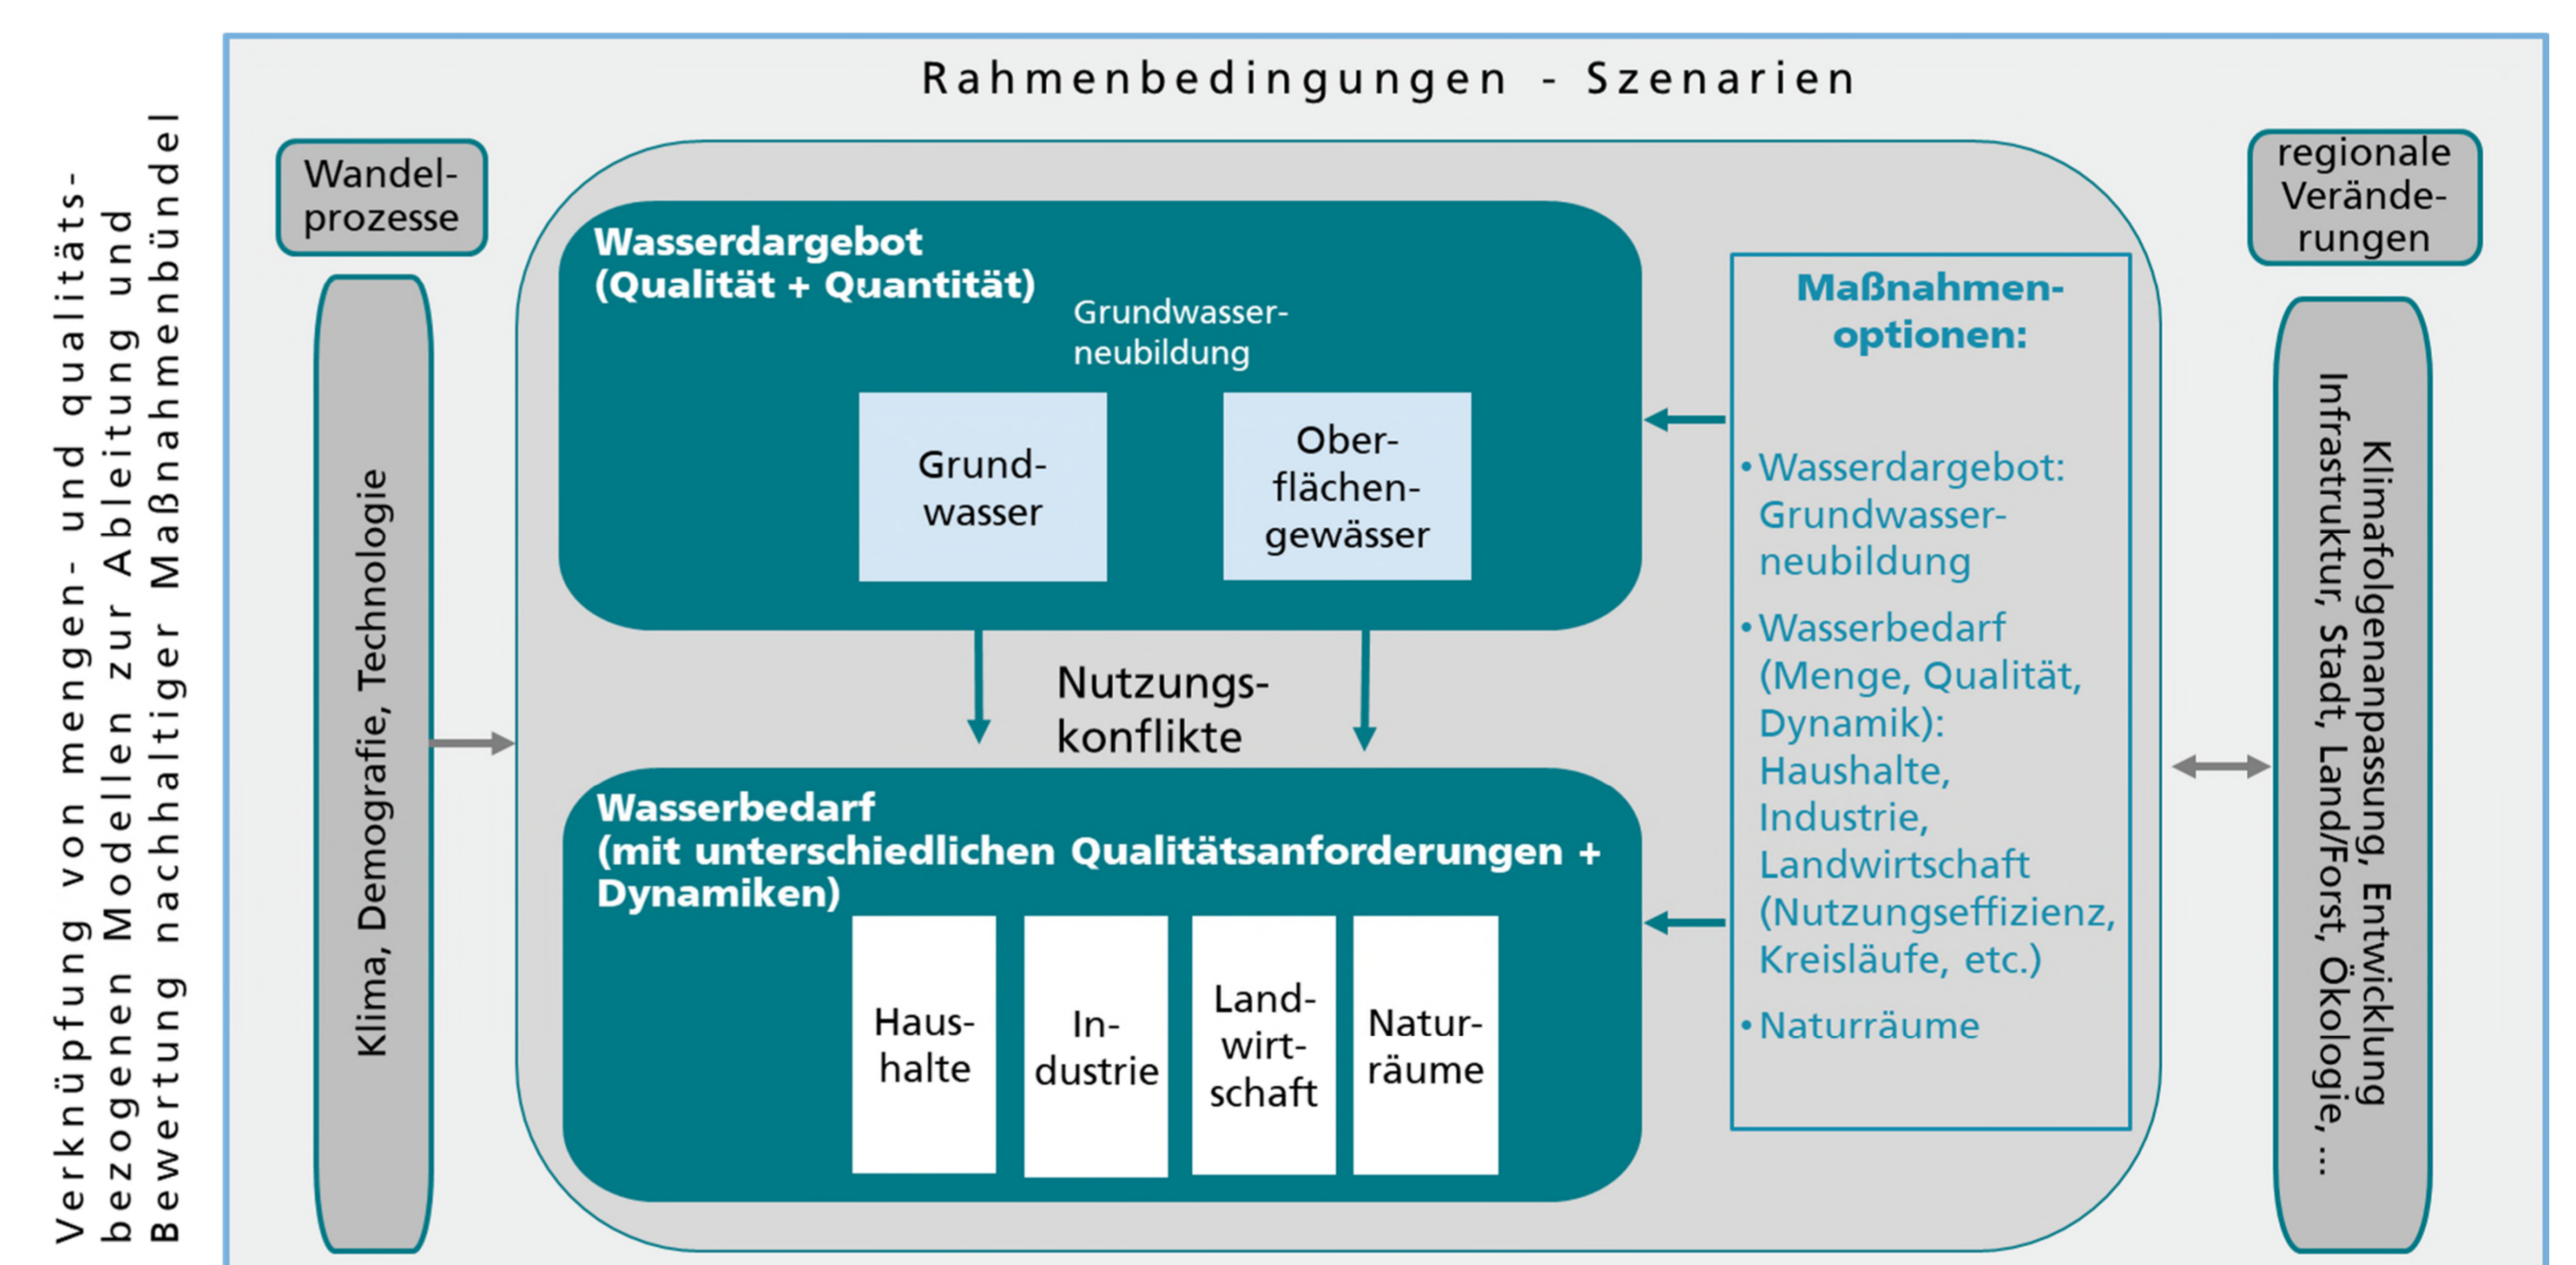 Rahmenbedingungen - Szenarien
Verknüpfung von mengen- und qualitäts-
bezogenen Modellen zur Ableitung und
Bewertung nachhaltiger Maßnahmenbündel
Wandel-
prozesse
Klima, Demografie, Technologie
Wasserdargebot
(Qualität + Quantität)
Grundwasser-
neubildung
Grund-
wasser
Ober-
flächen-
gewässer
Nutzungs-
konflikte
Wasserbedarf
(mit unterschiedlichen Qualitätsanforderungen +
Dynamiken)
Haus-
halte
In-
dustrie
Land-
wirt-
schaft
Natur-
räume
Maßnahmen-
optionen:
• Wasserdargebot:
Grundwasser-
neubildung
• Wasserbedarf
(Menge, Qualität,
Dynamik):
Haushalte,
Industrie,
Landwirtschaft
(Nutzungseffizienz,
Kreisläufe, etc.)
• Naturräume
regionale
Verände-
rungen
Klimafolgenanpassung, Entwicklung
Infrastruktur, Stadt, Land/Forst, Ökologie, ...